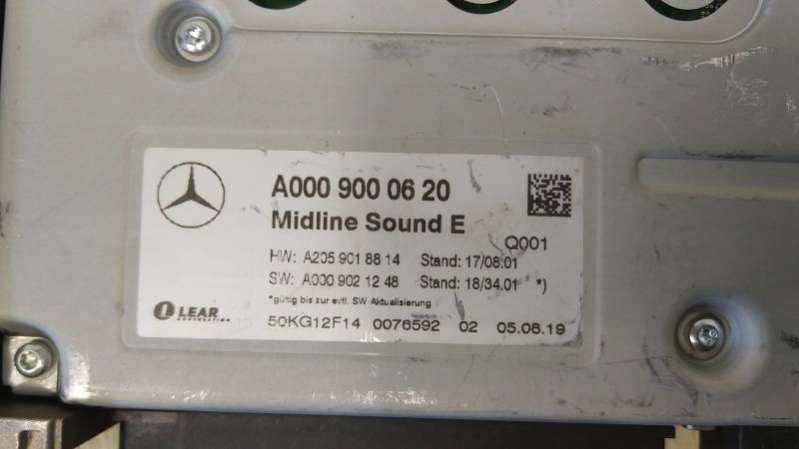 A000 900 06 20
Midline Sound E
Q001
HW: A205 901 88 14 Stand: 17/08.01
SW: A000 902 12 48 Stand: 18/34.01 *)
*gültig bis zur evtl. SW-Aktualisierung
LEAR CORPORATION
50KG12F14 0076592 02 05.08.19